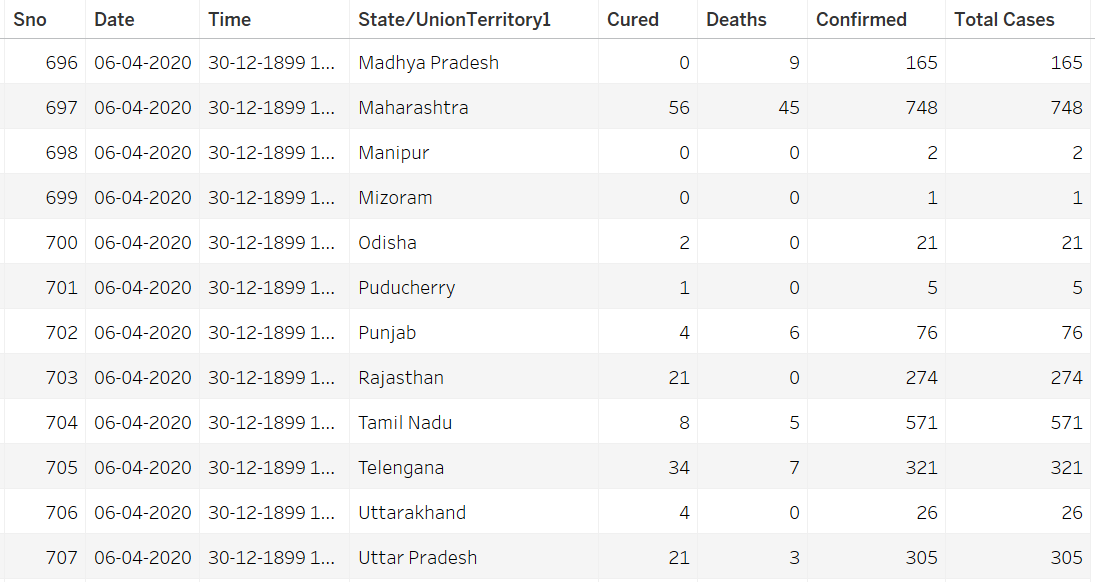 Sno Date Time State/UnionTerritory1 Cured Deaths Confirmed Total Cases
696 06-04-2020 30-12-1899 1... Madhya Pradesh 0 9 165 165
697 06-04-2020 30-12-1899 1... Maharashtra 56 45 748 748
698 06-04-2020 30-12-1899 1... Manipur 0 0 2 2
699 06-04-2020 30-12-1899 1... Mizoram 0 0 1 1
700 06-04-2020 30-12-1899 1... Odisha 2 0 21 21
701 06-04-2020 30-12-1899 1... Puducherry 1 0 5 5
702 06-04-2020 30-12-1899 1... Punjab 4 6 76 76
703 06-04-2020 30-12-1899 1... Rajasthan 21 0 274 274
704 06-04-2020 30-12-1899 1... Tamil Nadu 8 5 571 571
705 06-04-2020 30-12-1899 1... Telengana 34 7 321 321
706 06-04-2020 30-12-1899 1... Uttarakhand 4 0 26 26
707 06-04-2020 30-12-1899 1... Uttar Pradesh 21 3 305 305